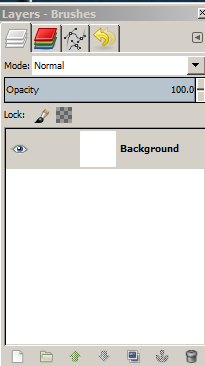 Layers - Brushes
Mode: Normal
Opacity 100.0
Lock:
Background